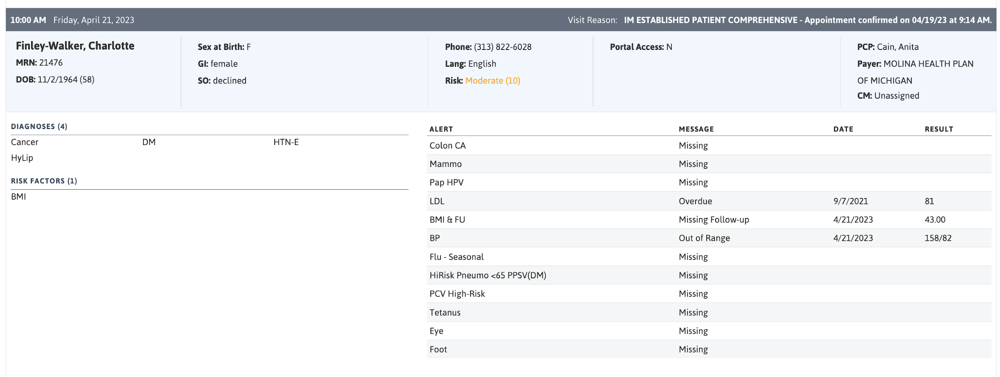 10:00 AM Friday, April 21, 2023 Visit Reason: IM ESTABLISHED PATIENT COMPREHENSIVE - Appointment confirmed on 04/19/23 at 9:14 AM.
Finley-Walker, Charlotte
MRN: 21476
DOB: 11/2/1964 (58)
Sex at Birth: F
GI: female
SO: declined
Phone: (313) 822-6028
Lang: English
Risk: Moderate (10)
Portal Access: N
PCP: Cain, Anita
Payer: MOLINA HEALTH PLAN
OF MICHIGAN
CM: Unassigned
DIAGNOSES (4)
Cancer DM HTN-E
HyLip
RISK FACTORS (1)
BMI
ALERT MESSAGE DATE RESULT
Colon CA Missing
Mammo Missing
Pap HPV Missing
LDL Overdue 9/7/2021 81
BMI & FU Missing Follow-up 4/21/2023 43.00
BP Out of Range 4/21/2023 158/82
Flu - Seasonal Missing
HiRisk Pneumo <65 PPSV(DM) Missing
PCV High-Risk Missing
Tetanus Missing
Eye Missing
Foot Missing